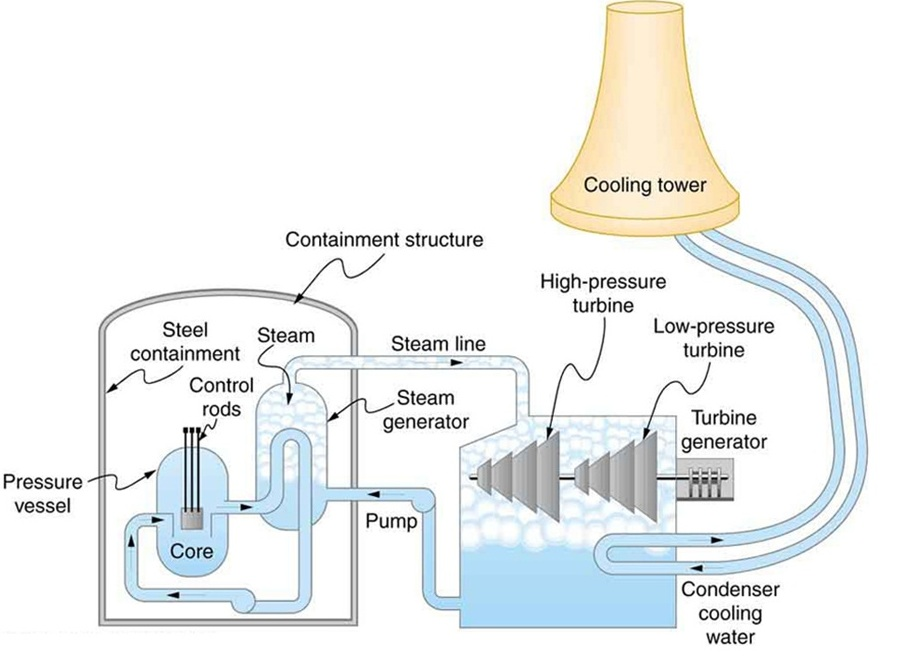 Cooling tower
Containment structure
High-pressure
turbine
Low-pressure
turbine
Steel
containment
Steam
Steam line
Control
rods
Steam
generator
Turbine
generator
Pressure
vessel
Pump
Core
Condenser
cooling
water